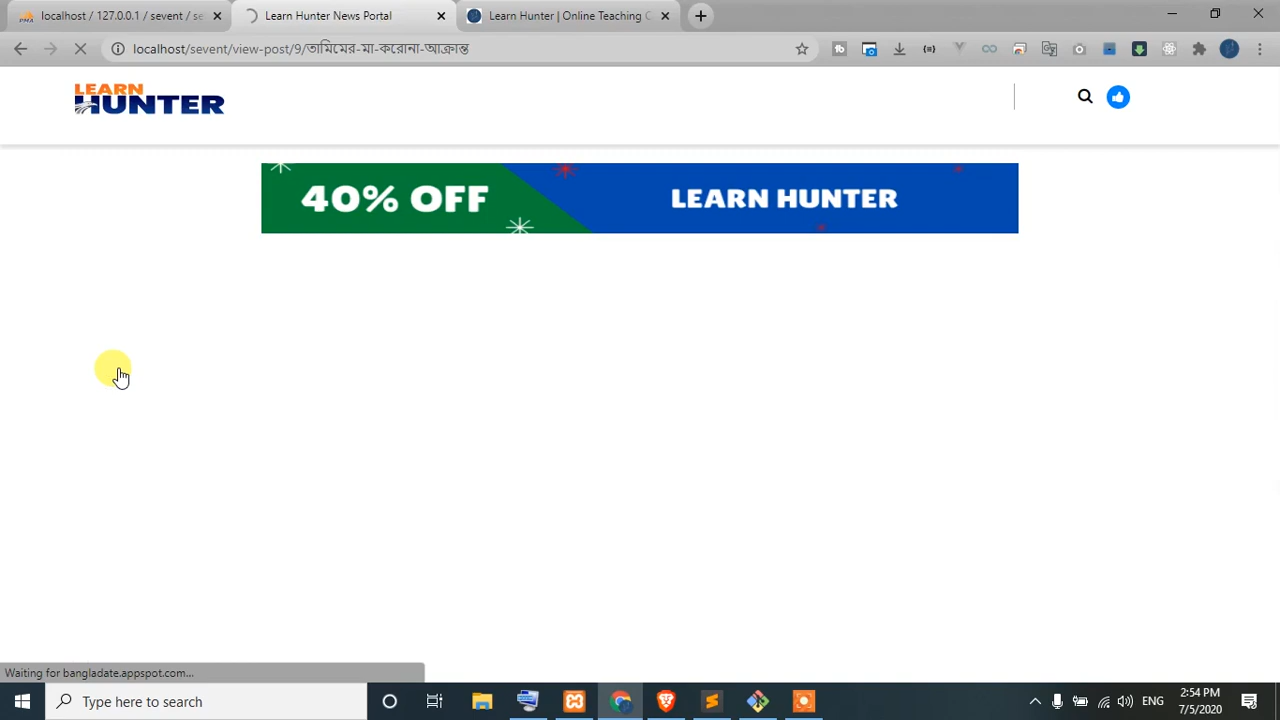 localhost / 127.0.0.1 / sevent / se
Learn Hunter News Portal
Learn Hunter | Online Teaching C
localhost/sevent/view-post/9/তামিমের-মা-করোনা-আক্রান্ত
LEARN
HUNTER
40% OFF
LEARN HUNTER
Waiting for bangladate.appspot.com...
Type here to search
ENG
2:54 PM
7/5/2020